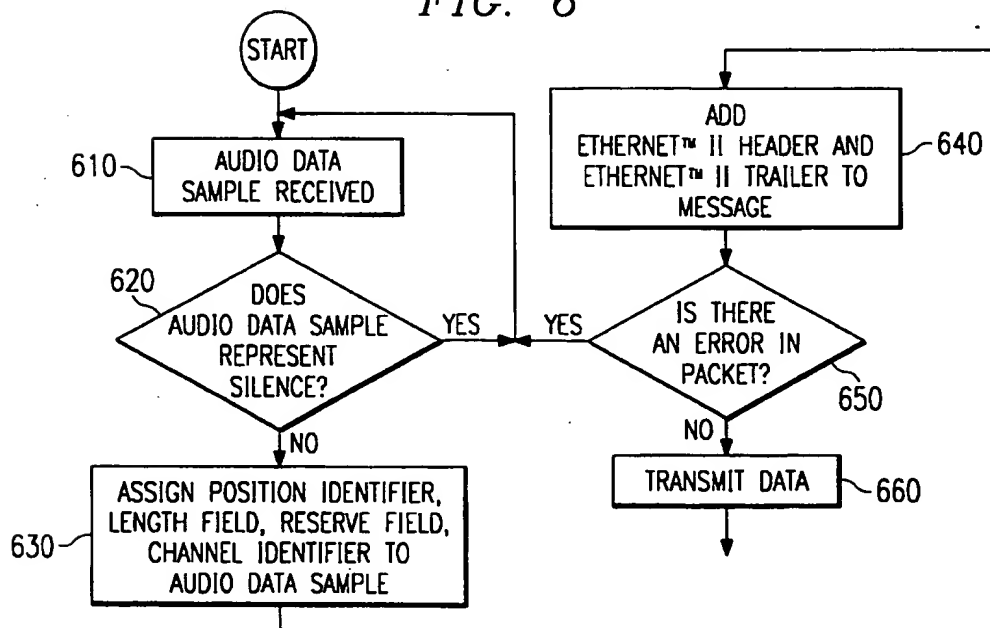 FIG. 6
START
610
AUDIO DATA
SAMPLE RECEIVED
620
DOES
AUDIO DATA SAMPLE
REPRESENT
SILENCE?
YES
NO
630
ASSIGN POSITION IDENTIFIER,
LENGTH FIELD, RESERVE FIELD,
CHANNEL IDENTIFIER TO
AUDIO DATA SAMPLE
ADD
ETHERNET™ II HEADER AND
ETHERNET™ II TRAILER TO
MESSAGE
640
YES
IS THERE
AN ERROR IN
PACKET?
650
NO
TRANSMIT DATA
660